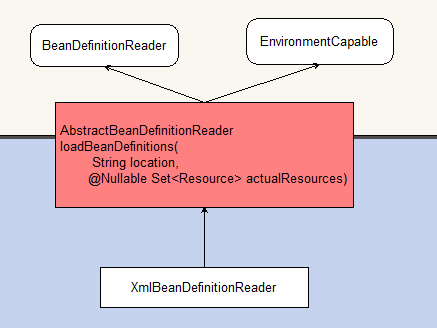 BeanDefinitionReader
EnvironmentCapable
AbstractBeanDefinitionReader
loadBeanDefinitions(
String location,
@Nullable Set<Resource> actualResources)
XmlBeanDefinitionReader